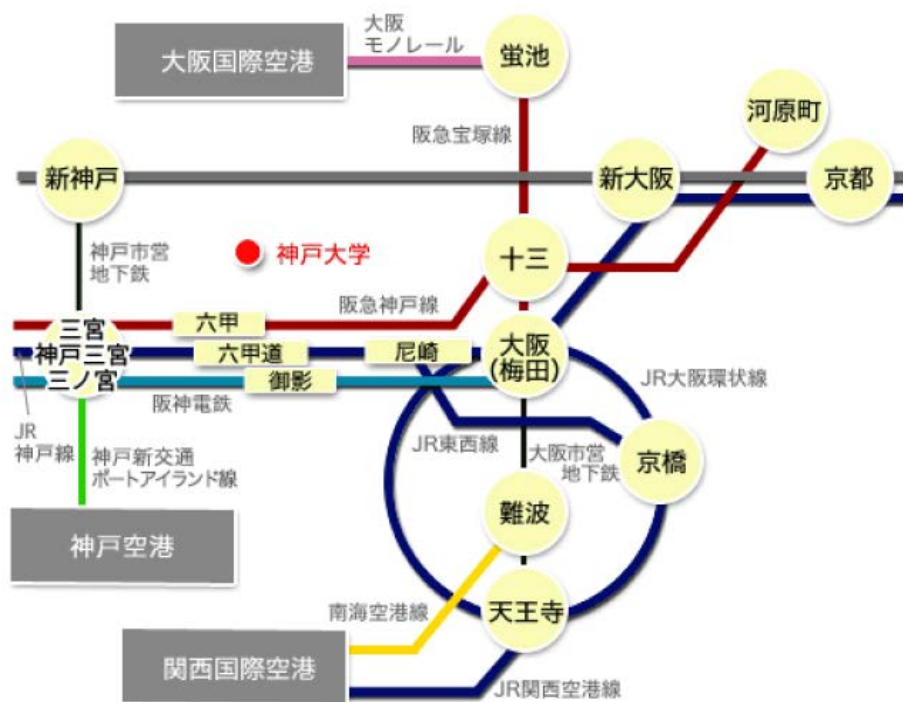 大阪
モノレール
大阪国際空港
蛍池
河原町
阪急宝塚線
新神戸
新大阪
京都
神戸市営
地下鉄
神戸大学
十三
阪急神戸線
六甲
三宮
神戸三宮
三ノ宮
六甲道
尼崎
大阪
(梅田)
御影
JR大阪環状線
阪神電鉄
JR
神戸線
神戸新交通
ポートアイランド線
JR東西線
大阪市営
地下鉄
京橋
難波
神戸空港
南海空港線
天王寺
関西国際空港
JR関西空港線